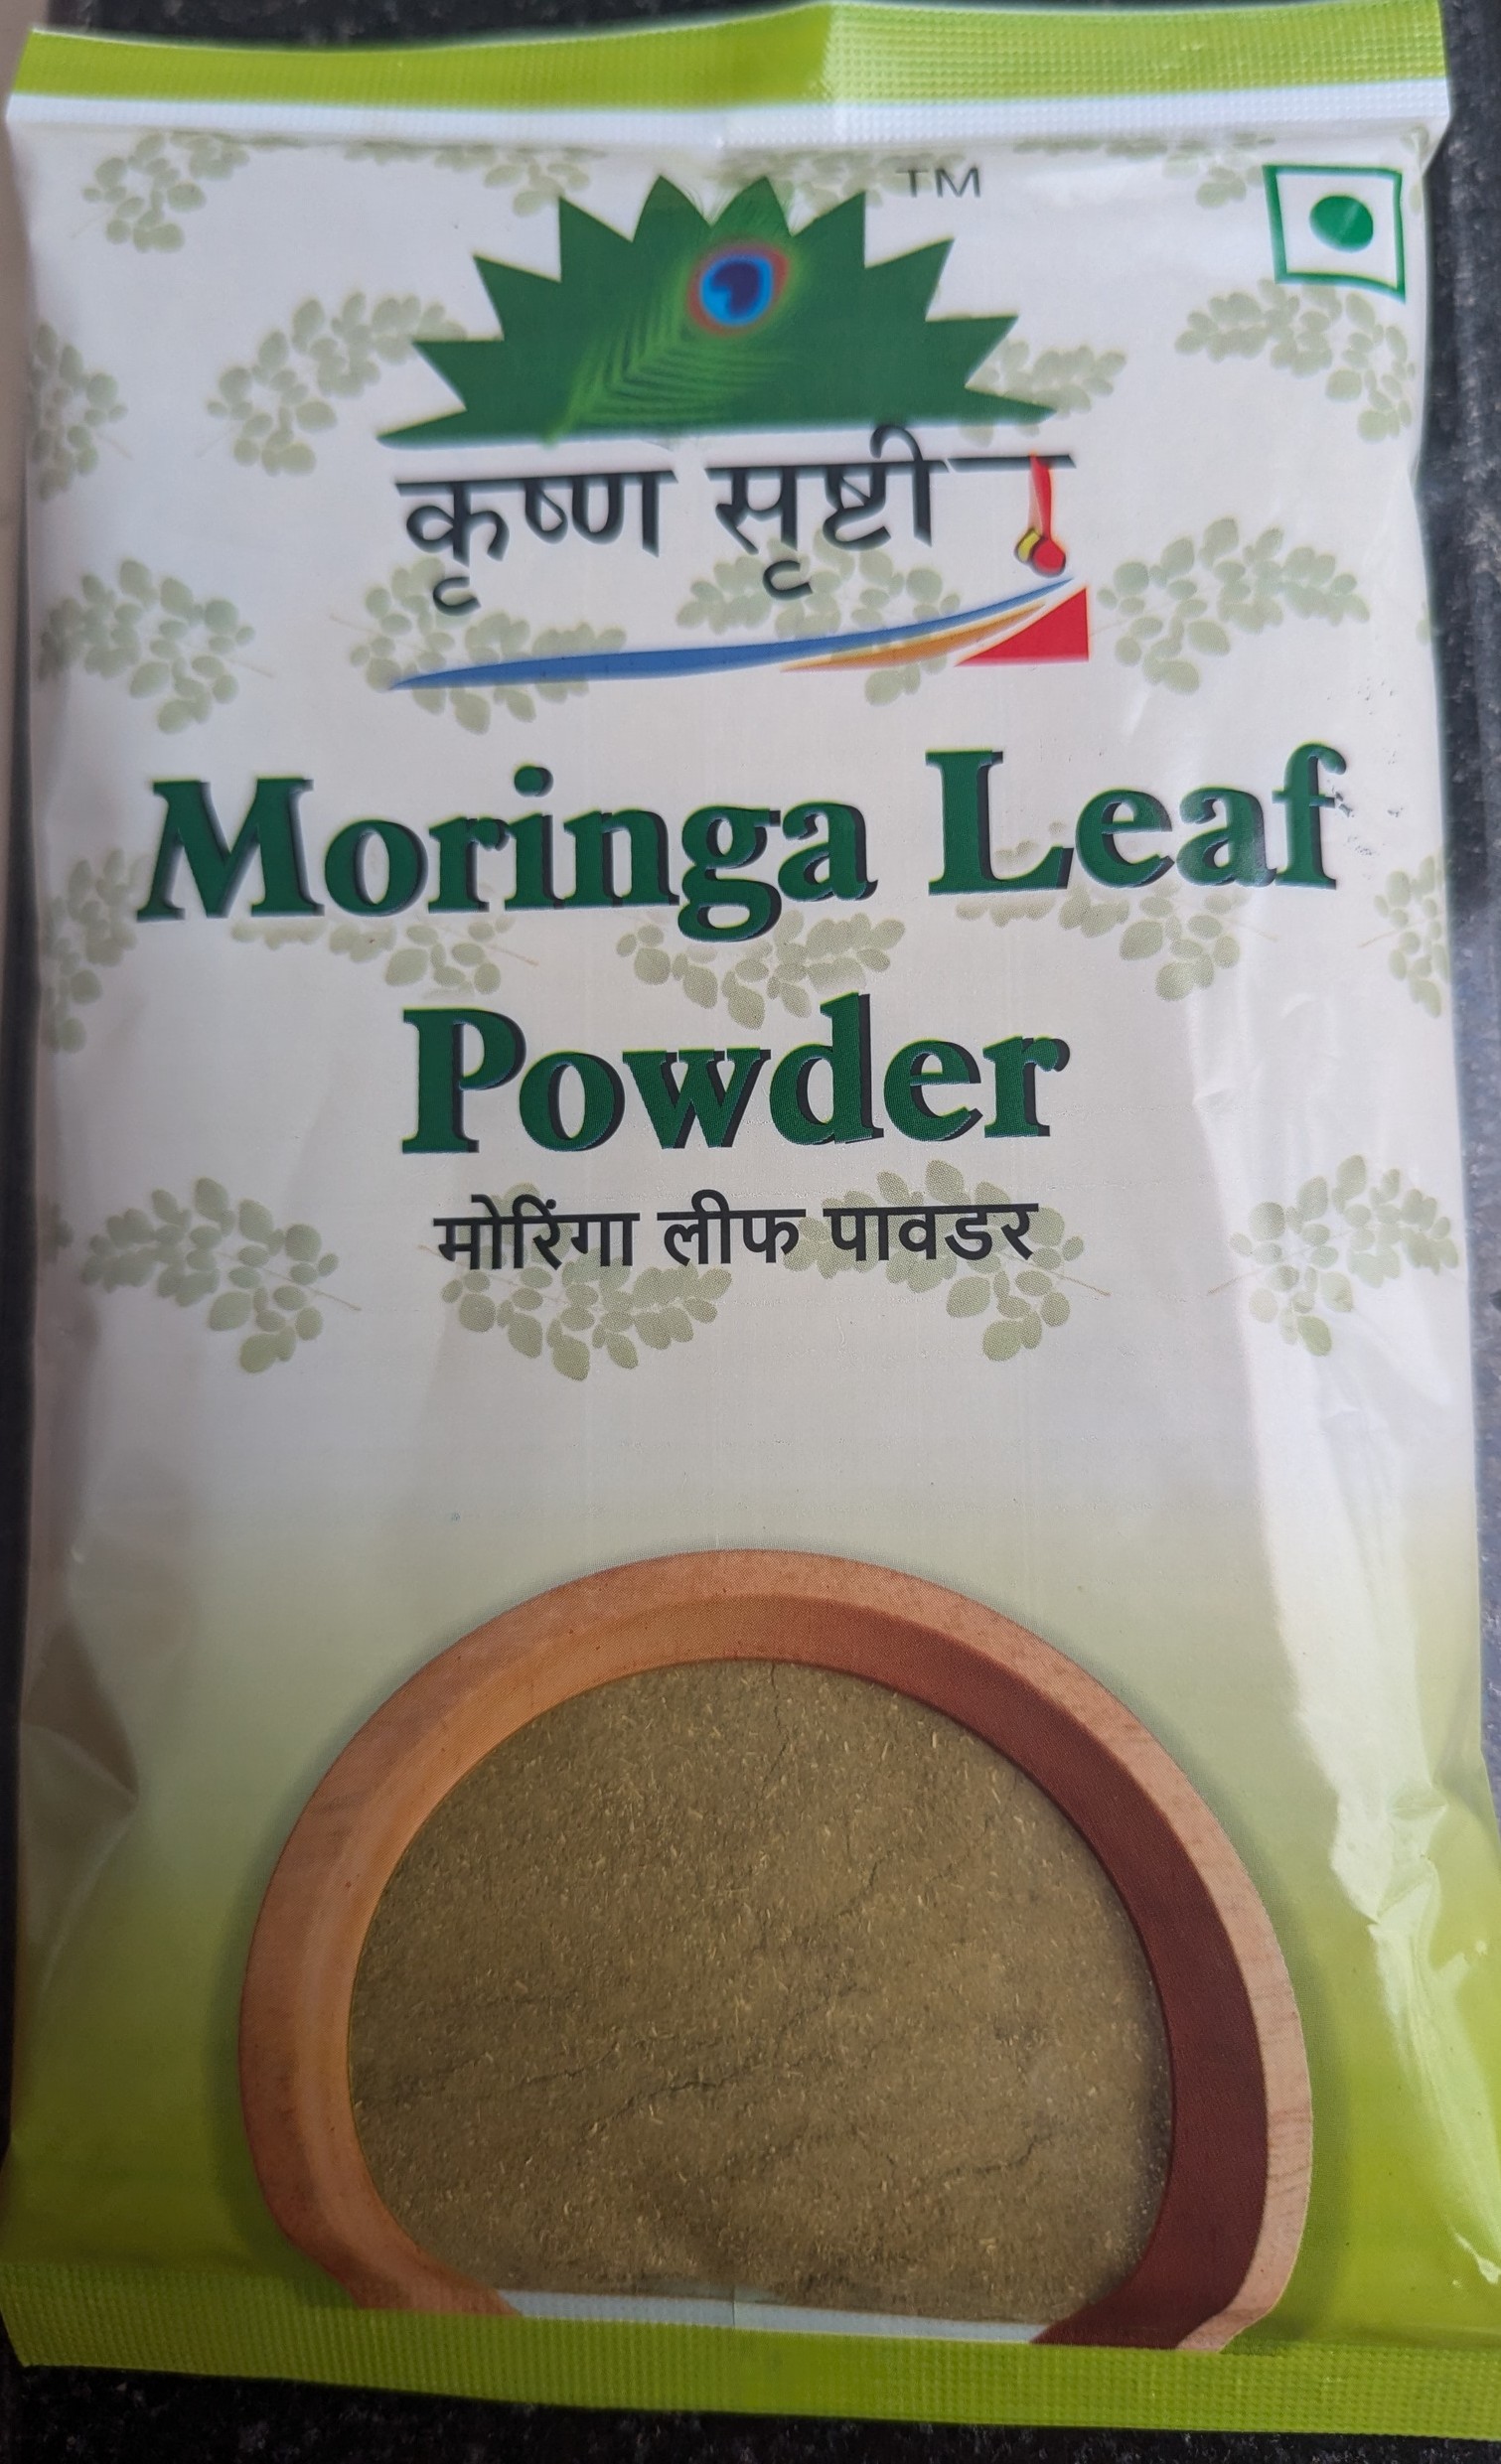 TM
कृष्ण सृष्टी
Moringa Leaf
Powder
मोरिंगा लीफ पावडर